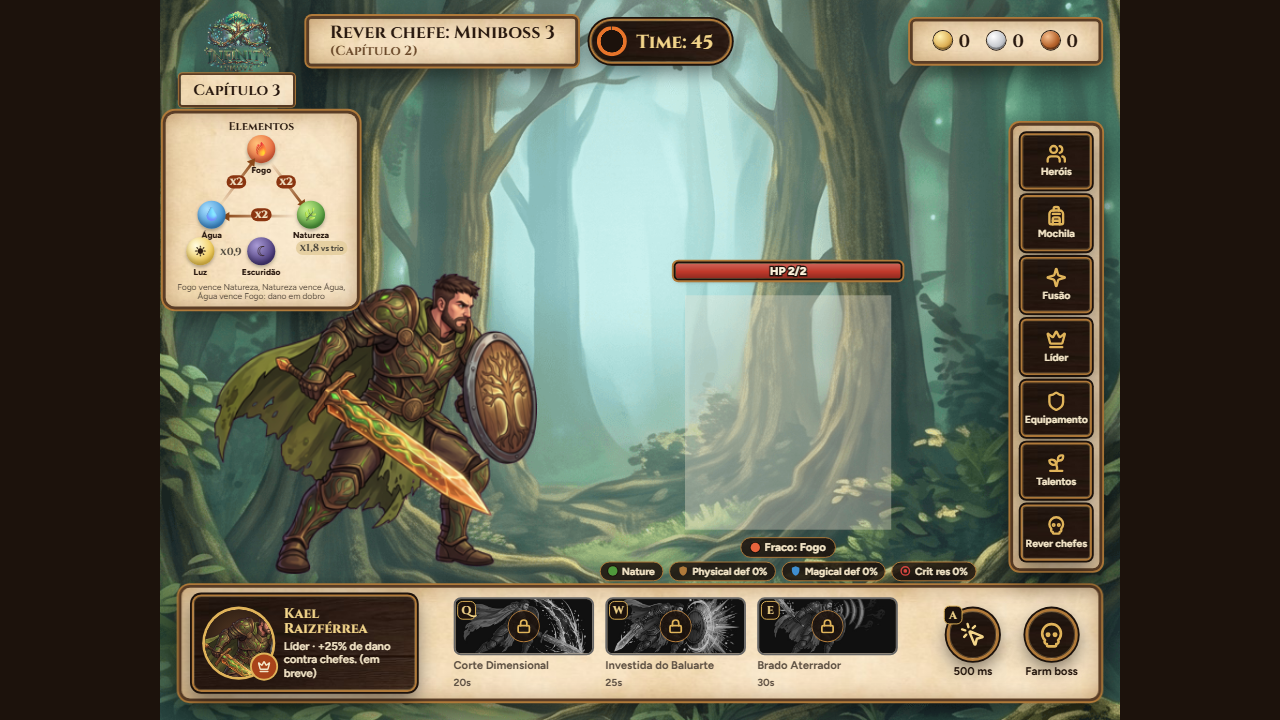 Rever chefe: Miniboss 3
(Capítulo 2)
Time: 45
0
0
0
Capítulo 3
Elementos
Fogo
x2
x2
x2
Água
Natureza
x0,9
x1,8 vs trio
Luz
Escuridão
Fogo vence Natureza, Natureza vence Água,
Água vence Fogo: dano em dobro
Heróis
Mochila
Fusão
Líder
Equipamento
Talentos
Rever chefes
HP 2/2
Fraco: Fogo
Nature
Physical def 0%
Magical def 0%
Crit res 0%
Kael
Raizférrea
Líder · +25% de dano
contra chefes. (em
breve)
Q
Corte Dimensional
20s
W
Investida do Baluarte
25s
E
Brado Aterrador
30s
A
500 ms
Farm boss